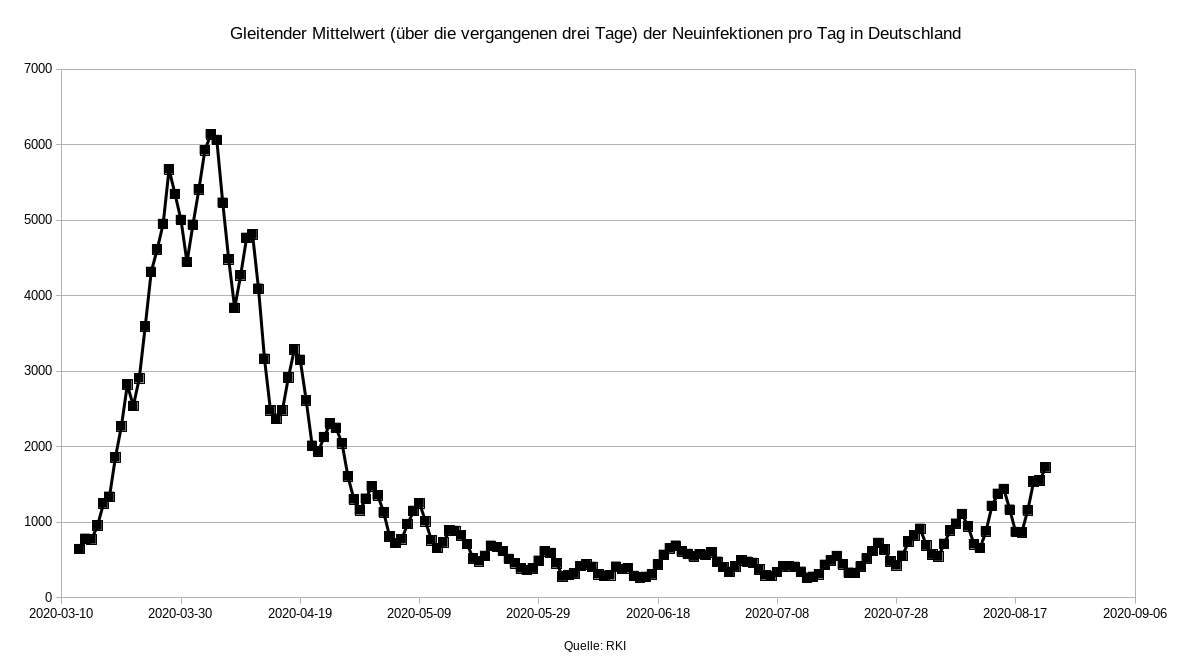 Gleitender Mittelwert (über die vergangenen drei Tage) der Neuinfektionen pro Tag in Deutschland
7000
6000
5000
4000
3000
2000
1000
0
2020-03-10 2020-03-30 2020-04-19 2020-05-09 2020-05-29 2020-06-18 2020-07-08 2020-07-28 2020-08-17 2020-09-06
Quelle: RKI